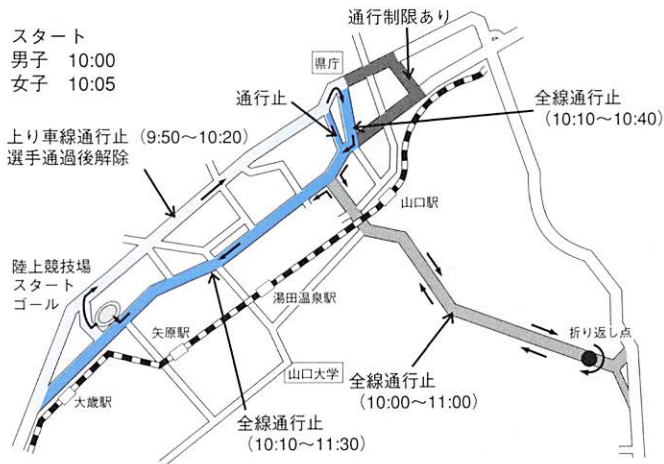 スタート
男子 10:00
女子 10:05
通行制限あり
県庁
通行止
全線通行止
(10:10〜10:40)
上り車線通行止（9:50〜10:20）
選手通過後解除
山口駅
陸上競技場
スタート
ゴール
湯田温泉駅
矢原駅
折り返し点
山口大学
全線通行止
(10:00〜11:00)
大歳駅
全線通行止
(10:10〜11:30)